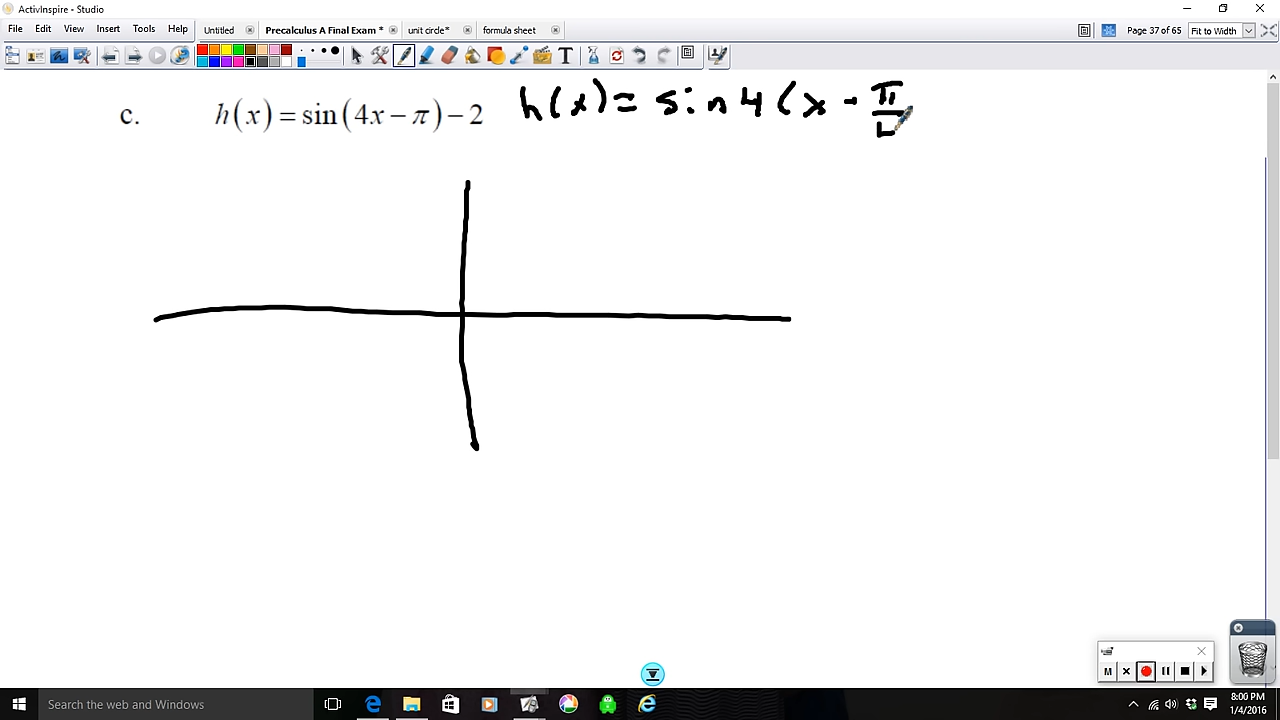 ActivInspire - Studio
File Edit View Insert Tools Help
Untitled Precalculus A Final Exam * unit circle* formula sheet
Page 37 of 65 Fit to Width
c. h(x) = sin(4x − π) − 2
h(x) = sin 4(x - π/4
M
Search the web and Windows
8:00 PM
1/4/2016